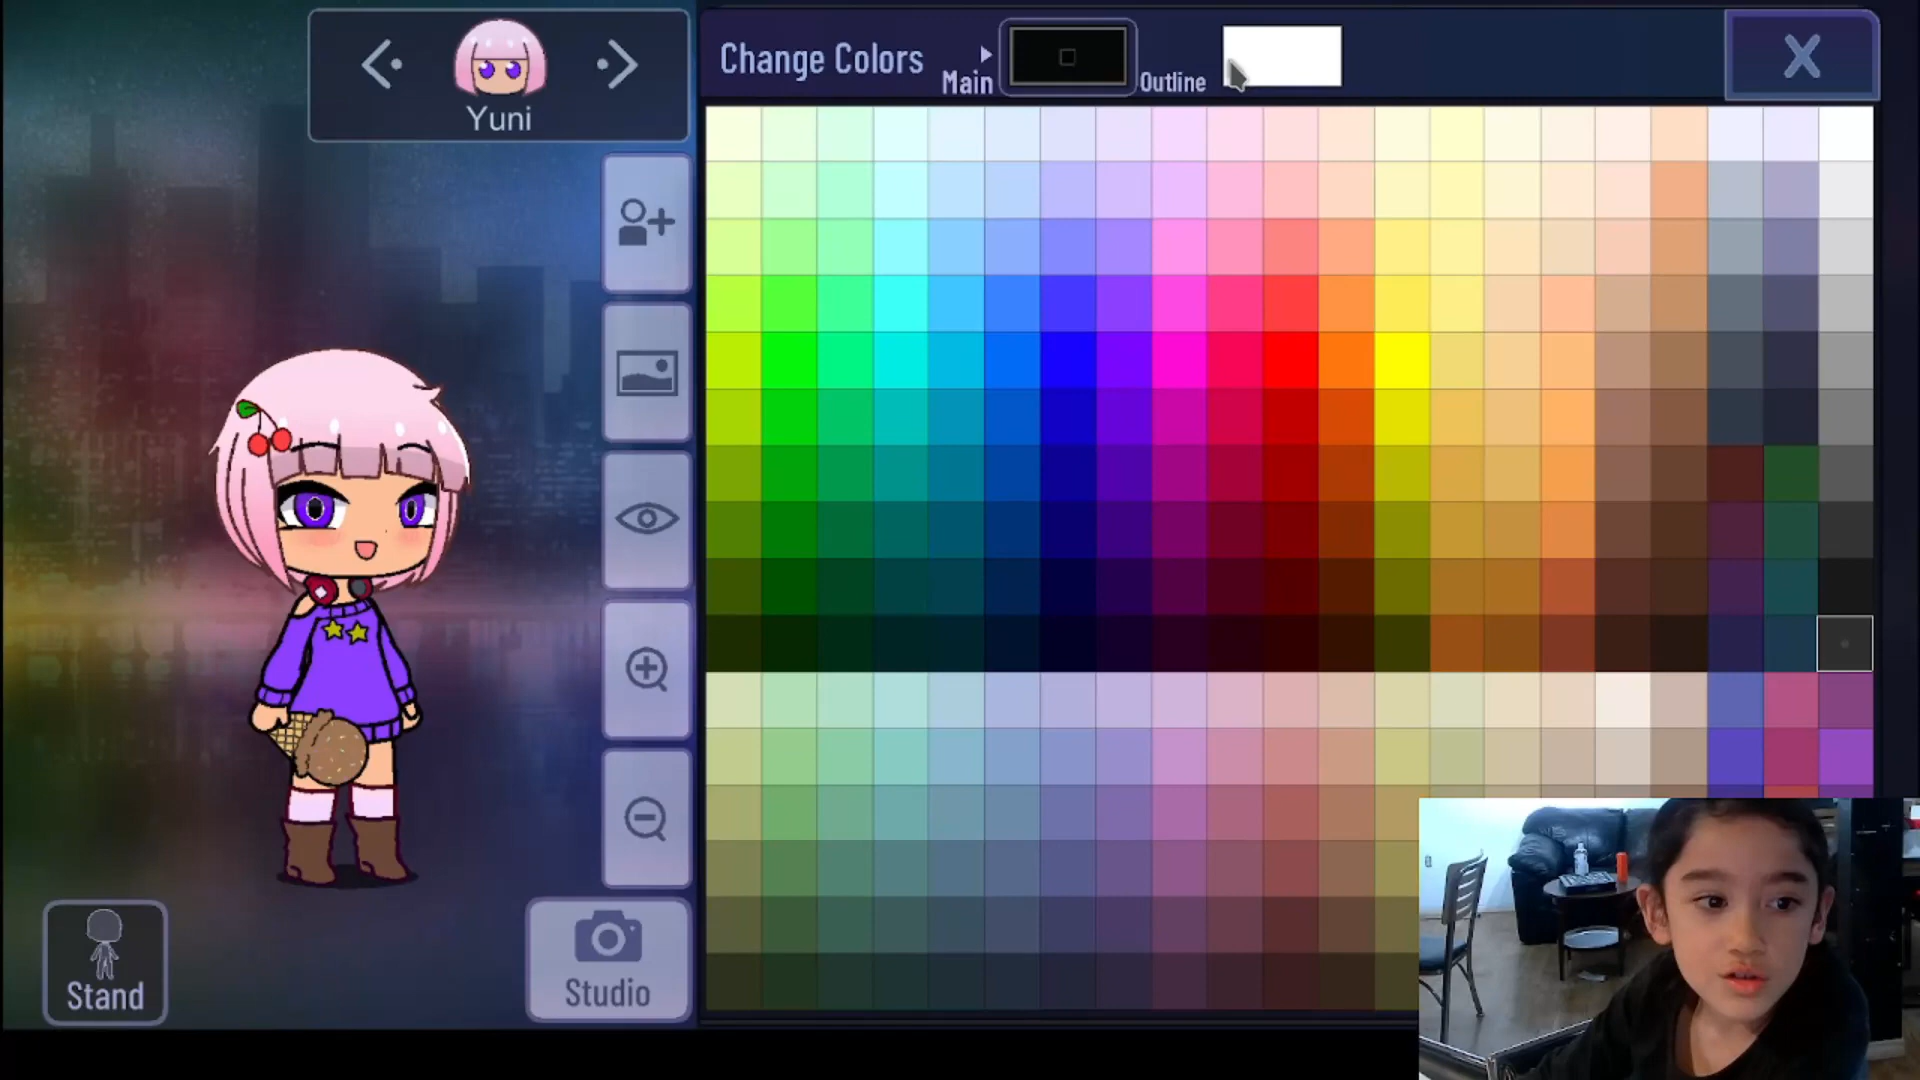 Yuni
Change Colors
Main
Outline
X
Stand
Studio